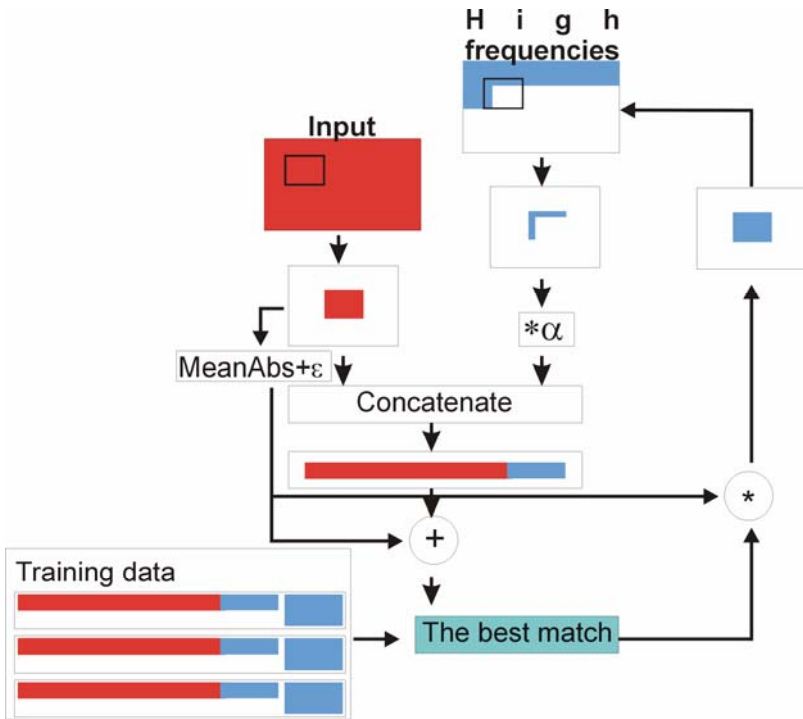 H i g h
frequencies
Input
*α
MeanAbs+ε
Concatenate
*
+
Training data
The best match